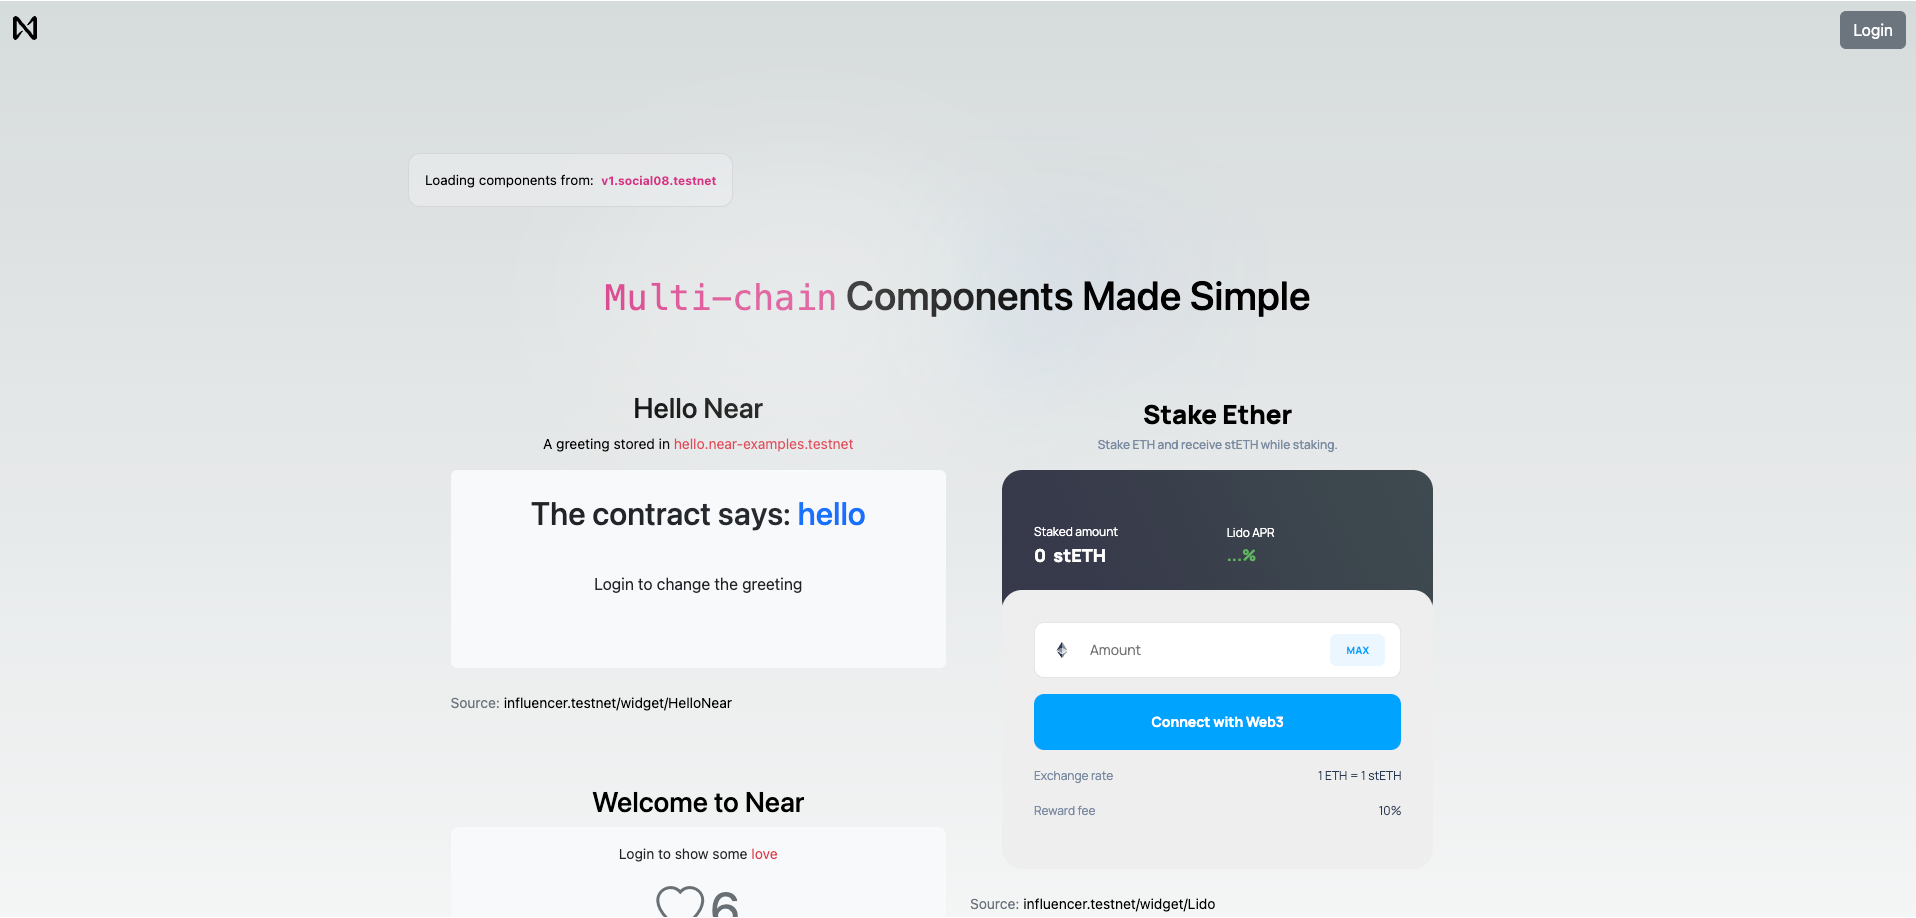 Login
Loading components from: v1.social08.testnet
Multi-chain Components Made Simple
Hello Near
A greeting stored in hello.near-examples.testnet
The contract says: hello
Login to change the greeting
Source: influencer.testnet/widget/HelloNear
Welcome to Near
Login to show some love
6
Stake Ether
Stake ETH and receive stETH while staking.
Staked amount
0 stETH
Lido APR
...%
Amount
MAX
Connect with Web3
Exchange rate
1 ETH = 1 stETH
Reward fee
10%
Source: influencer.testnet/widget/Lido